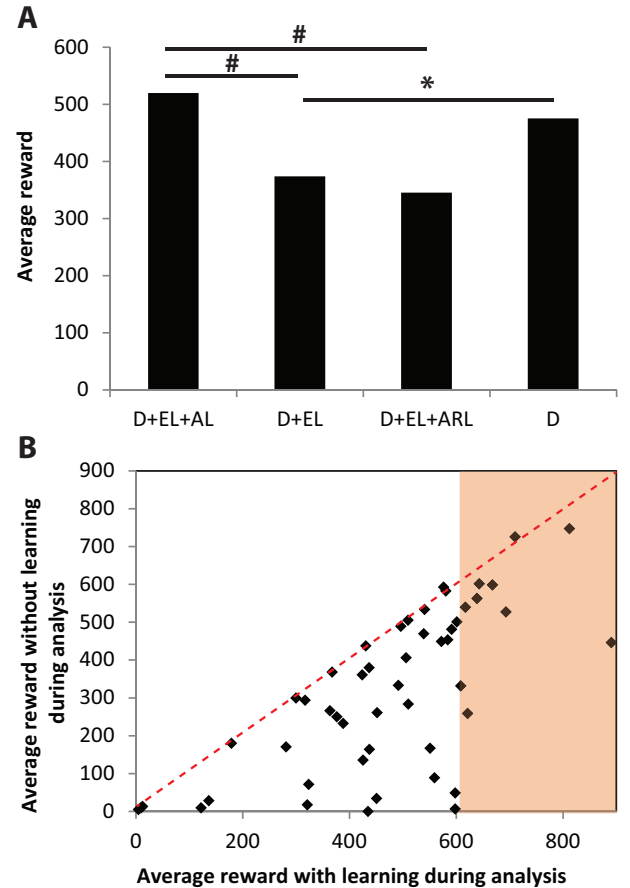 A
600
500
400
300
200
100
0
Average reward
#
#
*
D+EL+AL D+EL D+EL+ARL D
B
900
800
700
600
500
400
300
200
100
0
Average reward without learning
during analysis
0 200 400 600 800
Average reward with learning during analysis